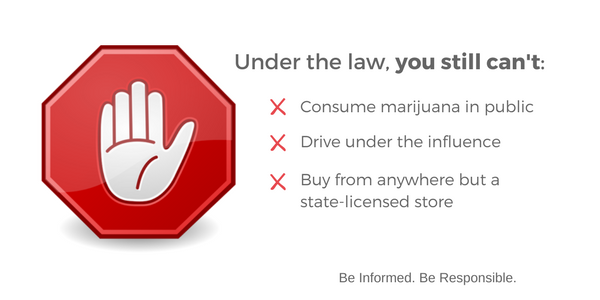 Under the law, you still can't:
Consume marijuana in public
Drive under the influence
Buy from anywhere but a
state-licensed store
Be Informed. Be Responsible.